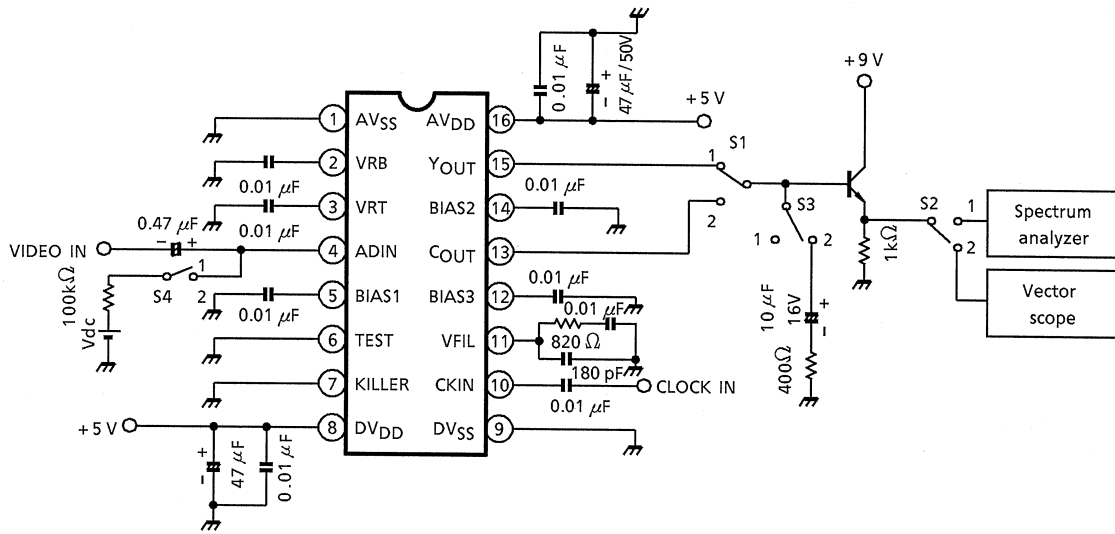 0.01 µF
+
-
47 µF/50V
+5V
+9V
1 AVSS
AVDD 16
2 VRB
YOUT 15
0.01 µF
3 VRT
BIAS2 14
0.01 µF
0.01 µF
0.47 µF
VIDEO IN
- +
4 ADIN
COUT 13
S4
1
2
100kΩ
Vdc
5 BIAS1
BIAS3 12
0.01 µF
0.01 µF
0.01 µF
6 TEST
VFIL 11
820 Ω
180 pF
7 KILLER
CKIN 10
CLOCK IN
0.01 µF
+5V
8 DVDD
DVSS 9
+
-
47 µF
0.01 µF
S1
1
2
S3
1
2
10 µF
16V
+
-
400Ω
1kΩ
S2
1
2
Spectrum
analyzer
Vector
scope